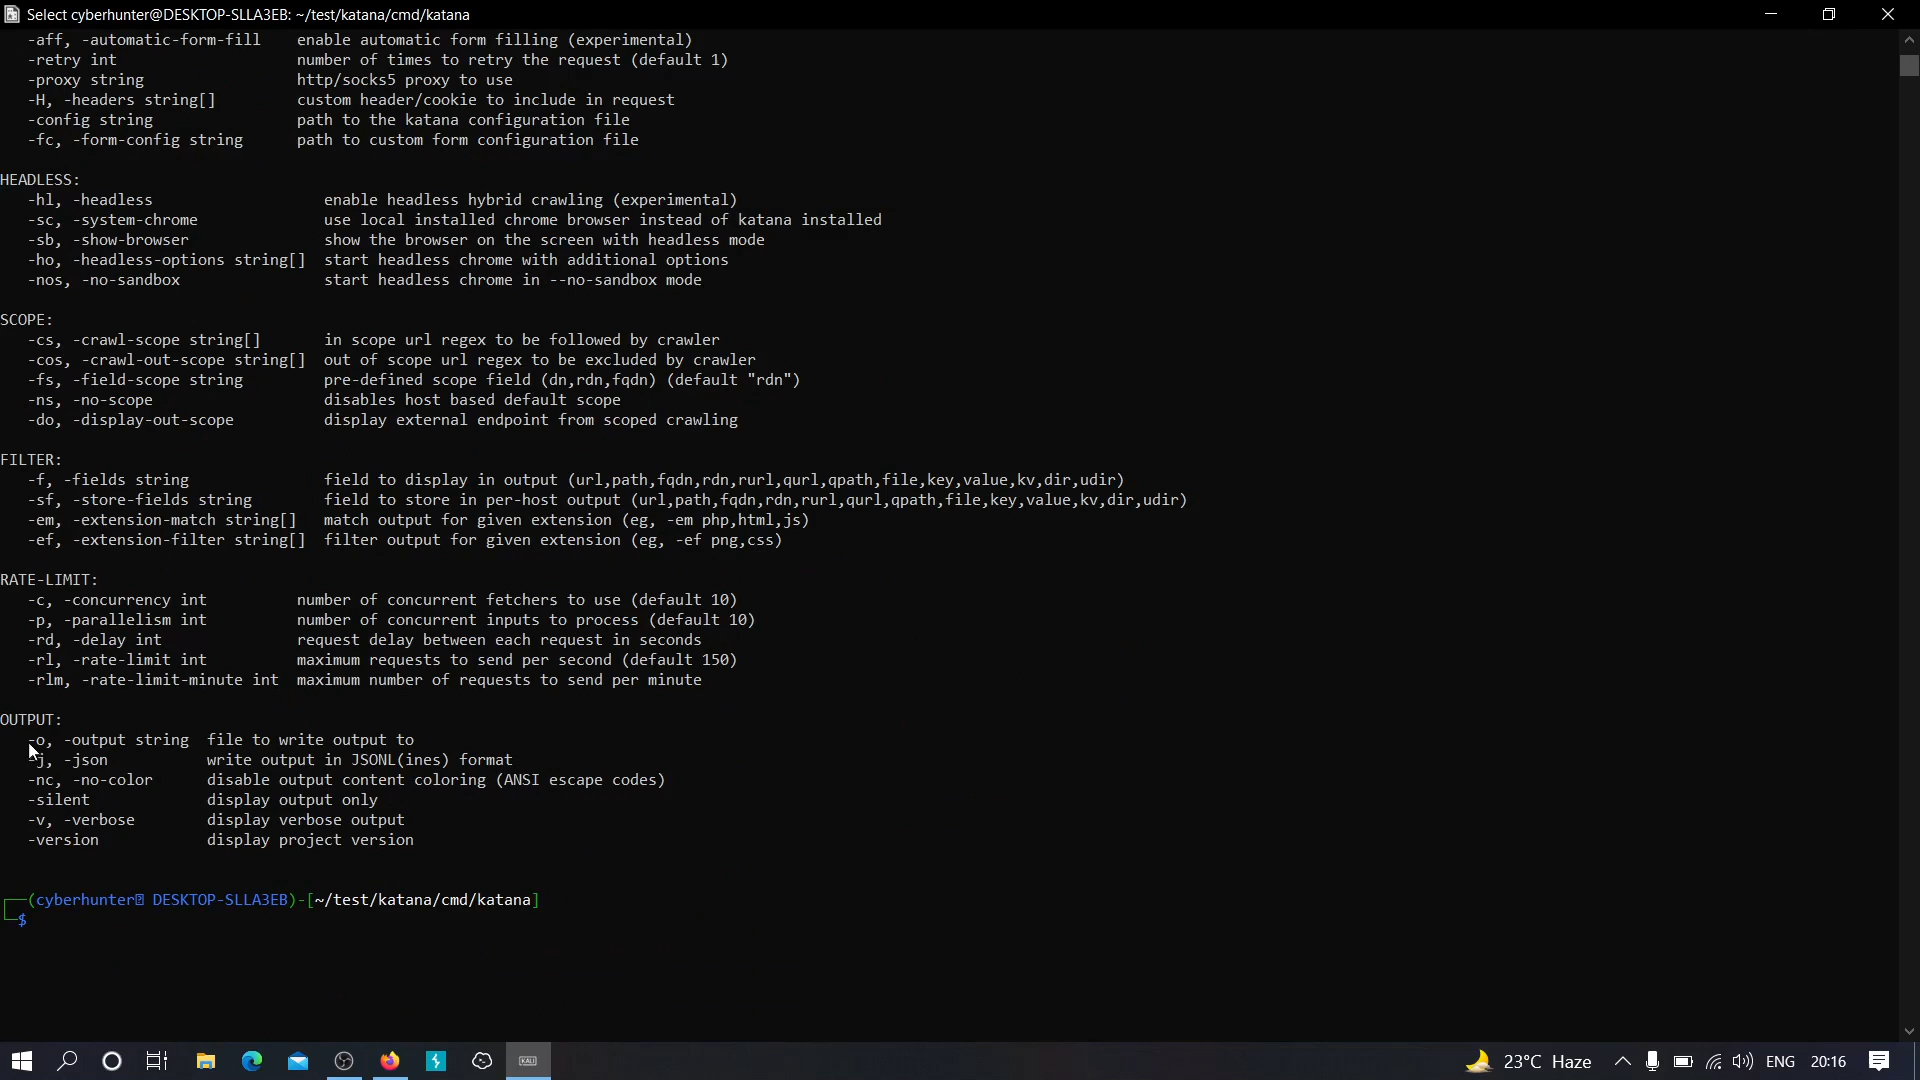 Select cyberhunter@DESKTOP-SLLA3EB: ~/test/katana/cmd/katana
-aff, -automatic-form-fill    enable automatic form filling (experimental)
-retry int                    number of times to retry the request (default 1)
-proxy string                 http/socks5 proxy to use
-H, -headers string[]         custom header/cookie to include in request
-config string                path to the katana configuration file
-fc, -form-config string      path to custom form configuration file
HEADLESS:
-hl, -headless                    enable headless hybrid crawling (experimental)
-sc, -system-chrome               use local installed chrome browser instead of katana installed
-sb, -show-browser                show the browser on the screen with headless mode
-ho, -headless-options string[]  start headless chrome with additional options
-nos, -no-sandbox                start headless chrome in --no-sandbox mode
SCOPE:
-cs, -crawl-scope string[]       in scope url regex to be followed by crawler
-cos, -crawl-out-scope string[]  out of scope url regex to be excluded by crawler
-fs, -field-scope string         pre-defined scope field (dn,rdn,fqdn) (default "rdn")
-ns, -no-scope                   disables host based default scope
-do, -display-out-scope          display external endpoint from scoped crawling
FILTER:
-f, -fields string               field to display in output (url,path,fqdn,rdn,rurl,qurl,qpath,file,key,value,kv,dir,udir)
-sf, -store-fields string        field to store in per-host output (url,path,fqdn,rdn,rurl,qurl,qpath,file,key,value,kv,dir,udir)
-em, -extension-match string[]   match output for given extension (eg, -em php,html,js)
-ef, -extension-filter string[]  filter output for given extension (eg, -ef png,css)
RATE-LIMIT:
-c, -concurrency int          number of concurrent fetchers to use (default 10)
-p, -parallelism int          number of concurrent inputs to process (default 10)
-rd, -delay int               request delay between each request in seconds
-rl, -rate-limit int          maximum requests to send per second (default 150)
-rlm, -rate-limit-minute int  maximum number of requests to send per minute
OUTPUT:
-o, -output string  file to write output to
-j, -json           write output in JSONL(ines) format
-nc, -no-color      disable output content coloring (ANSI escape codes)
-silent             display output only
-v, -verbose        display verbose output
-version            display project version
(cyberhunter⍰ DESKTOP-SLLA3EB)-[~/test/katana/cmd/katana]
$
KALI
23°C Haze
ENG
20:16